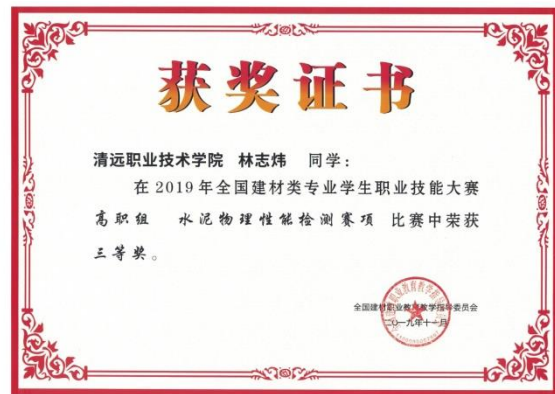 获奖证书
清远职业技术学院 林志炜 同学：
在2019年全国建材类专业学生职业技能大赛
高职组 水泥物理性能检测赛项 比赛中荣获
三等奖。
全国建材职业教育教学指导委员会
二〇一九年十一月